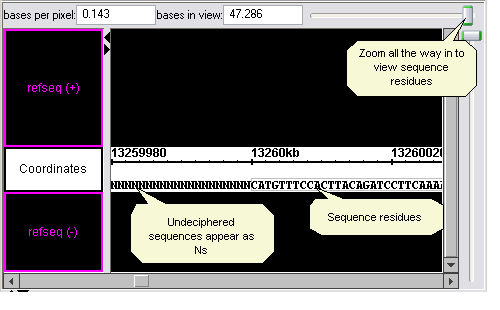 bases per pixel: 0.143 bases in view: 47.286
Zoom all the way in to
view sequence
residues
refseq (+)
Coordinates
13259980 13260kb 13260020
NNNNNNNNNNNNNNNNNNNNCATGTTTCCACTTACAGATCCTTCAAA
refseq (-)
Undeciphered
sequences appear as
Ns
Sequence residues